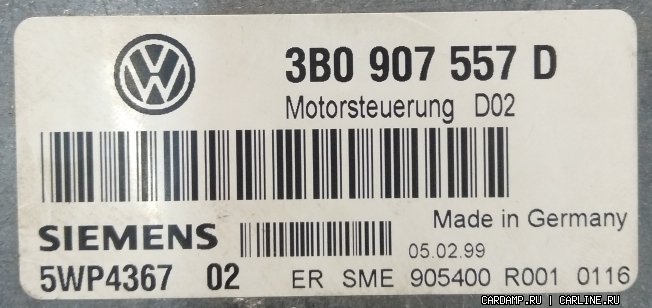 3B0 907 557 D
Motorsteuerung D02
Made in Germany
SIEMENS
05.02.99
5WP4367 02 ER SME 905400 R001 0116
CARDAMP.RU | CARLINE.RU